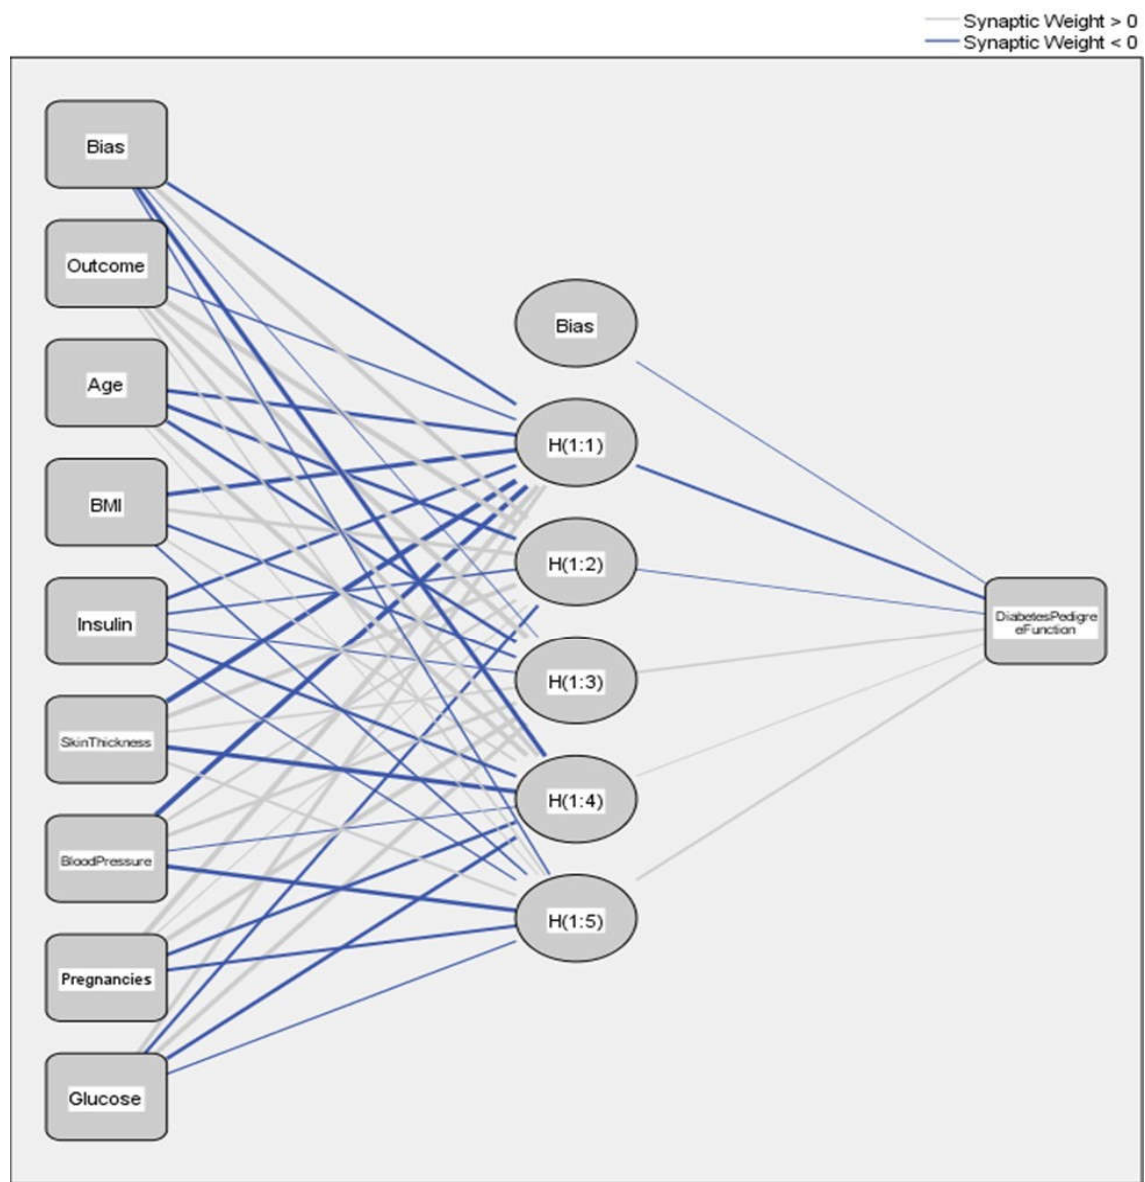 Synaptic Weight > 0
Synaptic Weight < 0
Bias
Outcome
Age
BMI
Insulin
SkinThickness
BloodPressure
Pregnancies
Glucose
Bias
H(1:1)
H(1:2)
H(1:3)
H(1:4)
H(1:5)
DiabetesPedigre
eFunction